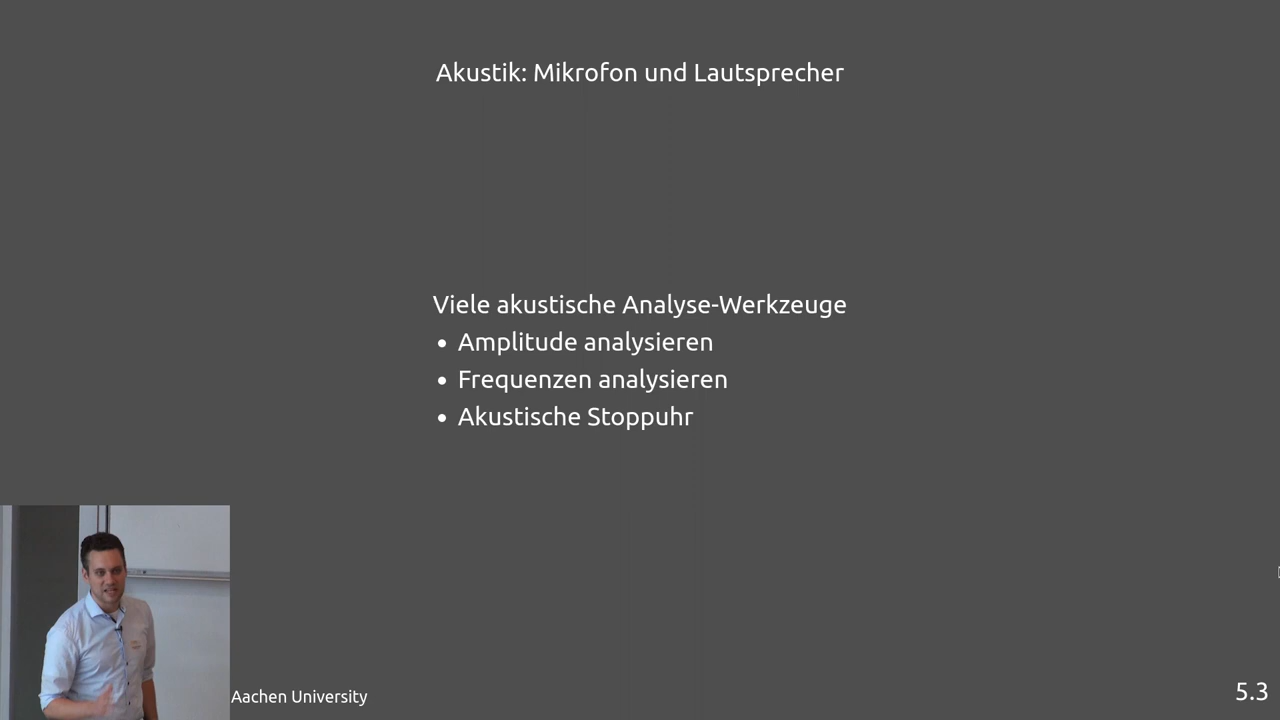 Akustik: Mikrofon und Lautsprecher
Viele akustische Analyse-Werkzeuge
• Amplitude analysieren
• Frequenzen analysieren
• Akustische Stoppuhr
Aachen University
5.3